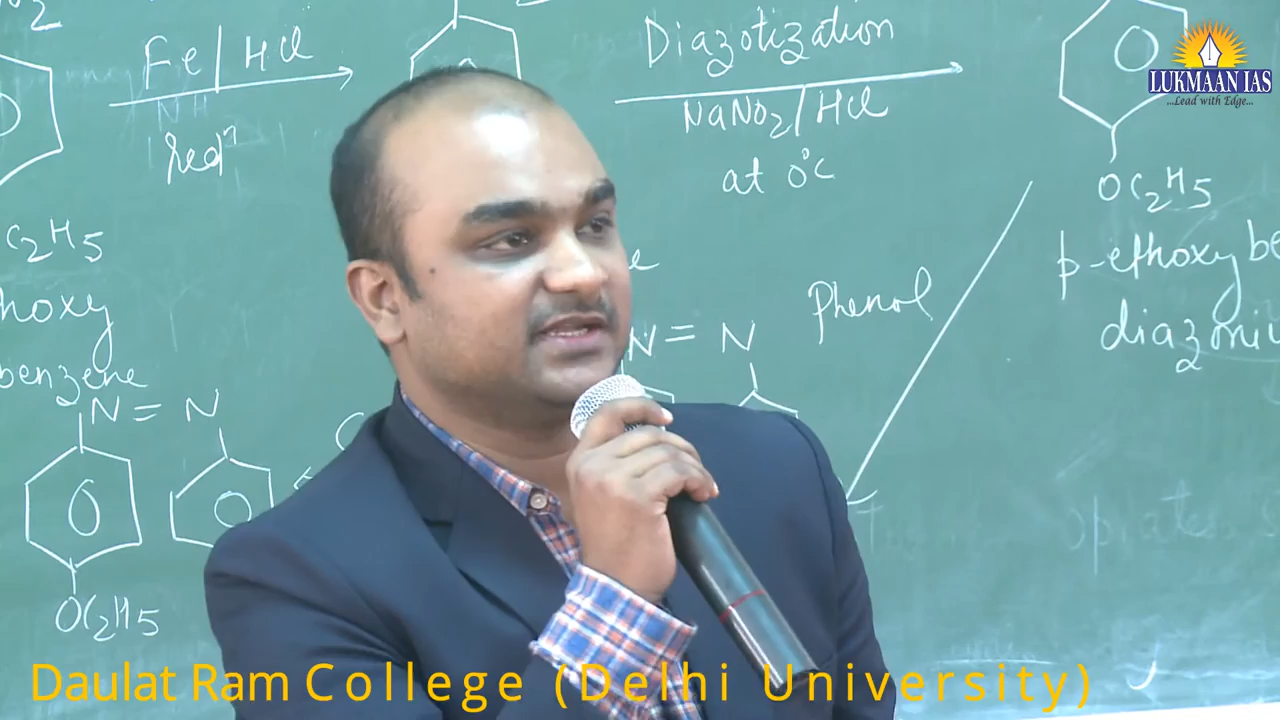 Fe/HCl
redⁿ
Diazotization
NaNO₂/HCl
at 0°C
LUKMAAN IAS
...Lead with Edge...
OC₂H₅
p-ethoxy be
diazoniu
C₂H₅
hoxy
benzene
Phenol
N=N
N=N
OC₂H₅
Daulat Ram College (Delhi University)